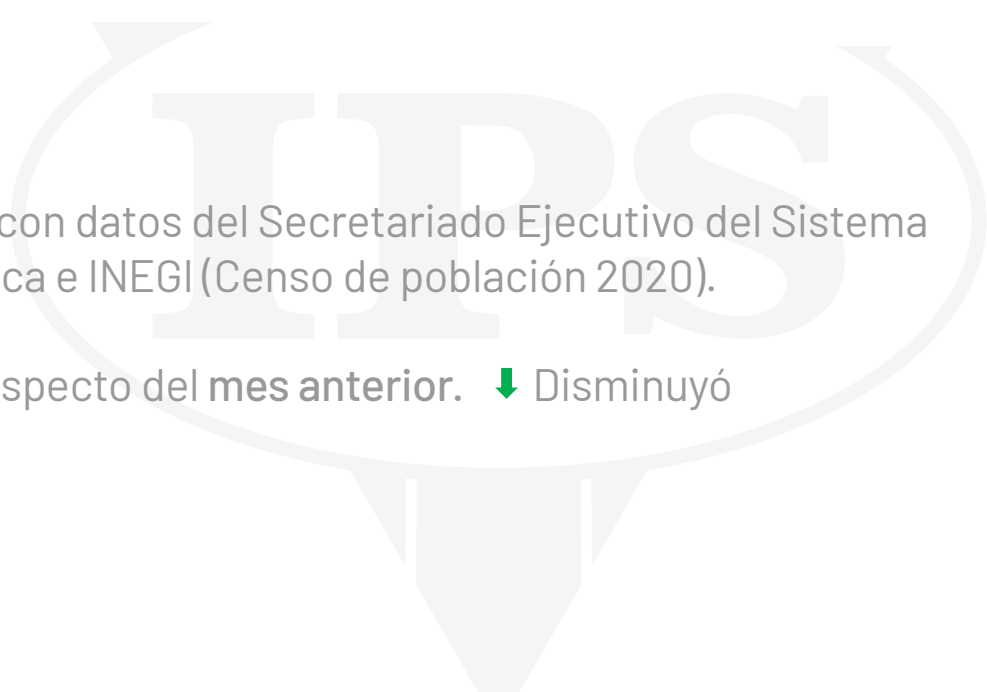 IPS
con datos del Secretariado Ejecutivo del Sistema
ca e INEGI (Censo de población 2020).
specto del mes anterior. ⬇ Disminuyó